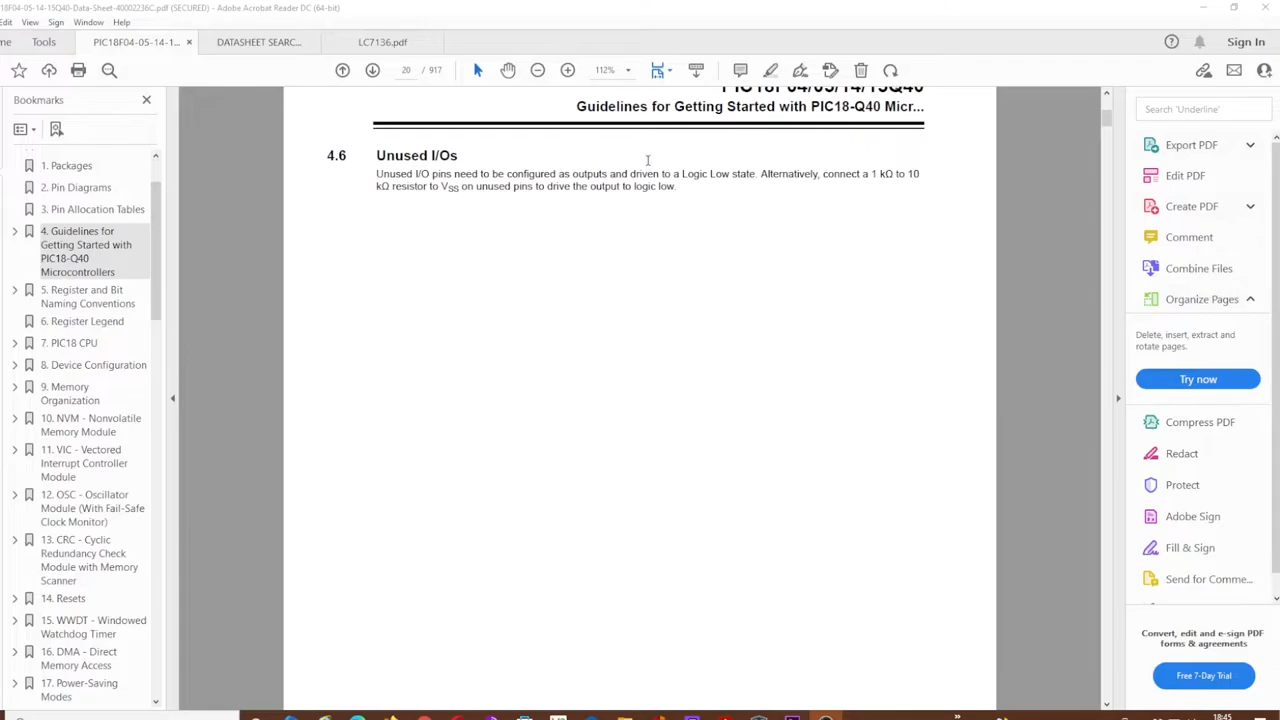 18F04-05-14-15Q40-Data-Sheet-40002236C.pdf (SECURED) - Adobe Acrobat Reader DC (64-bit)
Edit View Sign Window Help
me Tools PIC18F04-05-14-1... × DATASHEET SEARC... LC7136.pdf Sign In
20 / 917 112%
Bookmarks
1. Packages
2. Pin Diagrams
3. Pin Allocation Tables
4. Guidelines for
Getting Started with
PIC18-Q40
Microcontrollers
5. Register and Bit
Naming Conventions
6. Register Legend
7. PIC18 CPU
8. Device Configuration
9. Memory
Organization
10. NVM - Nonvolatile
Memory Module
11. VIC - Vectored
Interrupt Controller
Module
12. OSC - Oscillator
Module (With Fail-Safe
Clock Monitor)
13. CRC - Cyclic
Redundancy Check
Module with Memory
Scanner
14. Resets
15. WWDT - Windowed
Watchdog Timer
16. DMA - Direct
Memory Access
17. Power-Saving
Modes
PIC18F04/05/14/15Q40
Guidelines for Getting Started with PIC18-Q40 Micr...
4.6 Unused I/Os
Unused I/O pins need to be configured as outputs and driven to a Logic Low state. Alternatively, connect a 1 kΩ to 10
kΩ resistor to VSS on unused pins to drive the output to logic low.
Search 'Underline'
Export PDF
Edit PDF
Create PDF
Comment
Combine Files
Organize Pages
Delete, insert, extract and
rotate pages.
Try now
Compress PDF
Redact
Protect
Adobe Sign
Fill & Sign
Send for Comme...
Convert, edit and e-sign PDF
forms & agreements
Free 7-Day Trial
18:45